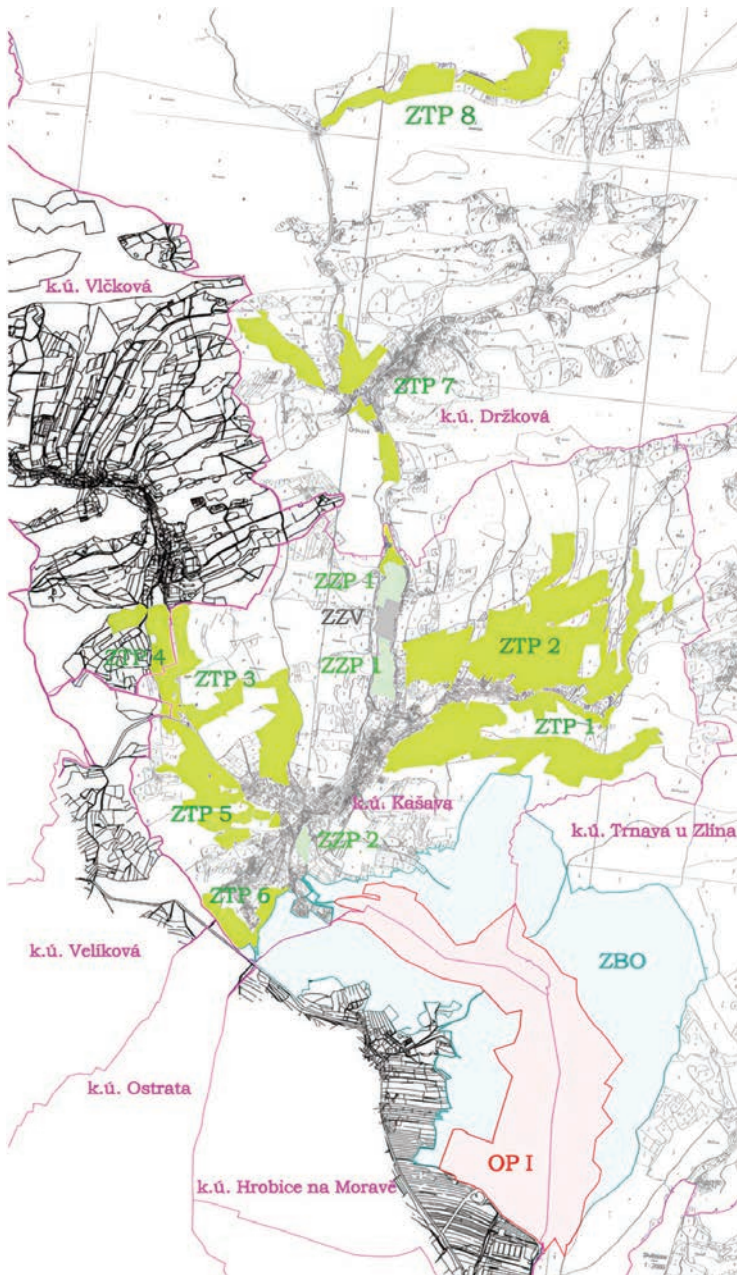 ZTP 8
k.ú. Vlčková
ZTP 7
k.ú. Držková
ZZP 1
ZZV
ZTP 2
ZTP 4
ZZP 1
ZTP 3
ZTP 1
k.ú. Kašava
ZTP 5
k.ú. Trnava u Zlína
ZZP 2
ZTP 6
k.ú. Velíková
ZBO
k.ú. Ostrata
OP I
k.ú. Hrobice na Moravě